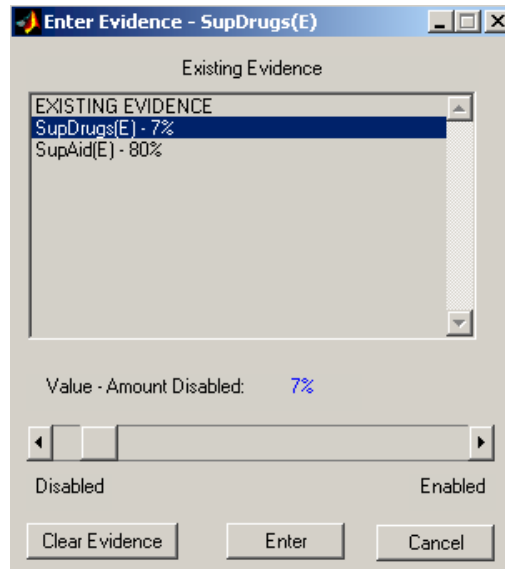 Enter Evidence - SupDrugs(E)
Existing Evidence
EXISTING EVIDENCE
SupDrugs(E) - 7%
SupAid(E) - 80%
Value - Amount Disabled: 7%
Disabled Enabled
Clear Evidence Enter Cancel